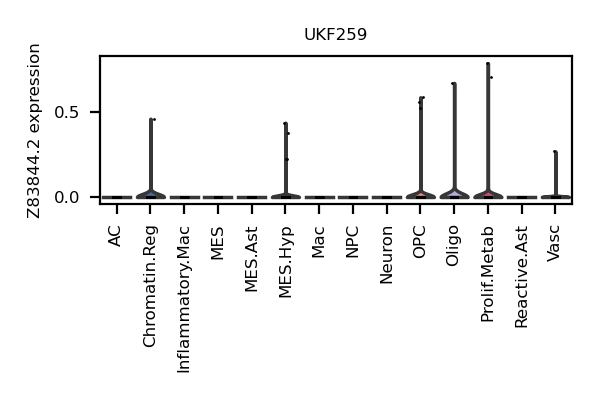 UKF259
Z83844.2 expression
0.5
0.0
AC
Chromatin.Reg
Inflammatory.Mac
MES
MES.Ast
MES.Hyp
Mac
NPC
Neuron
OPC
Oligo
Prolif.Metab
Reactive.Ast
Vasc